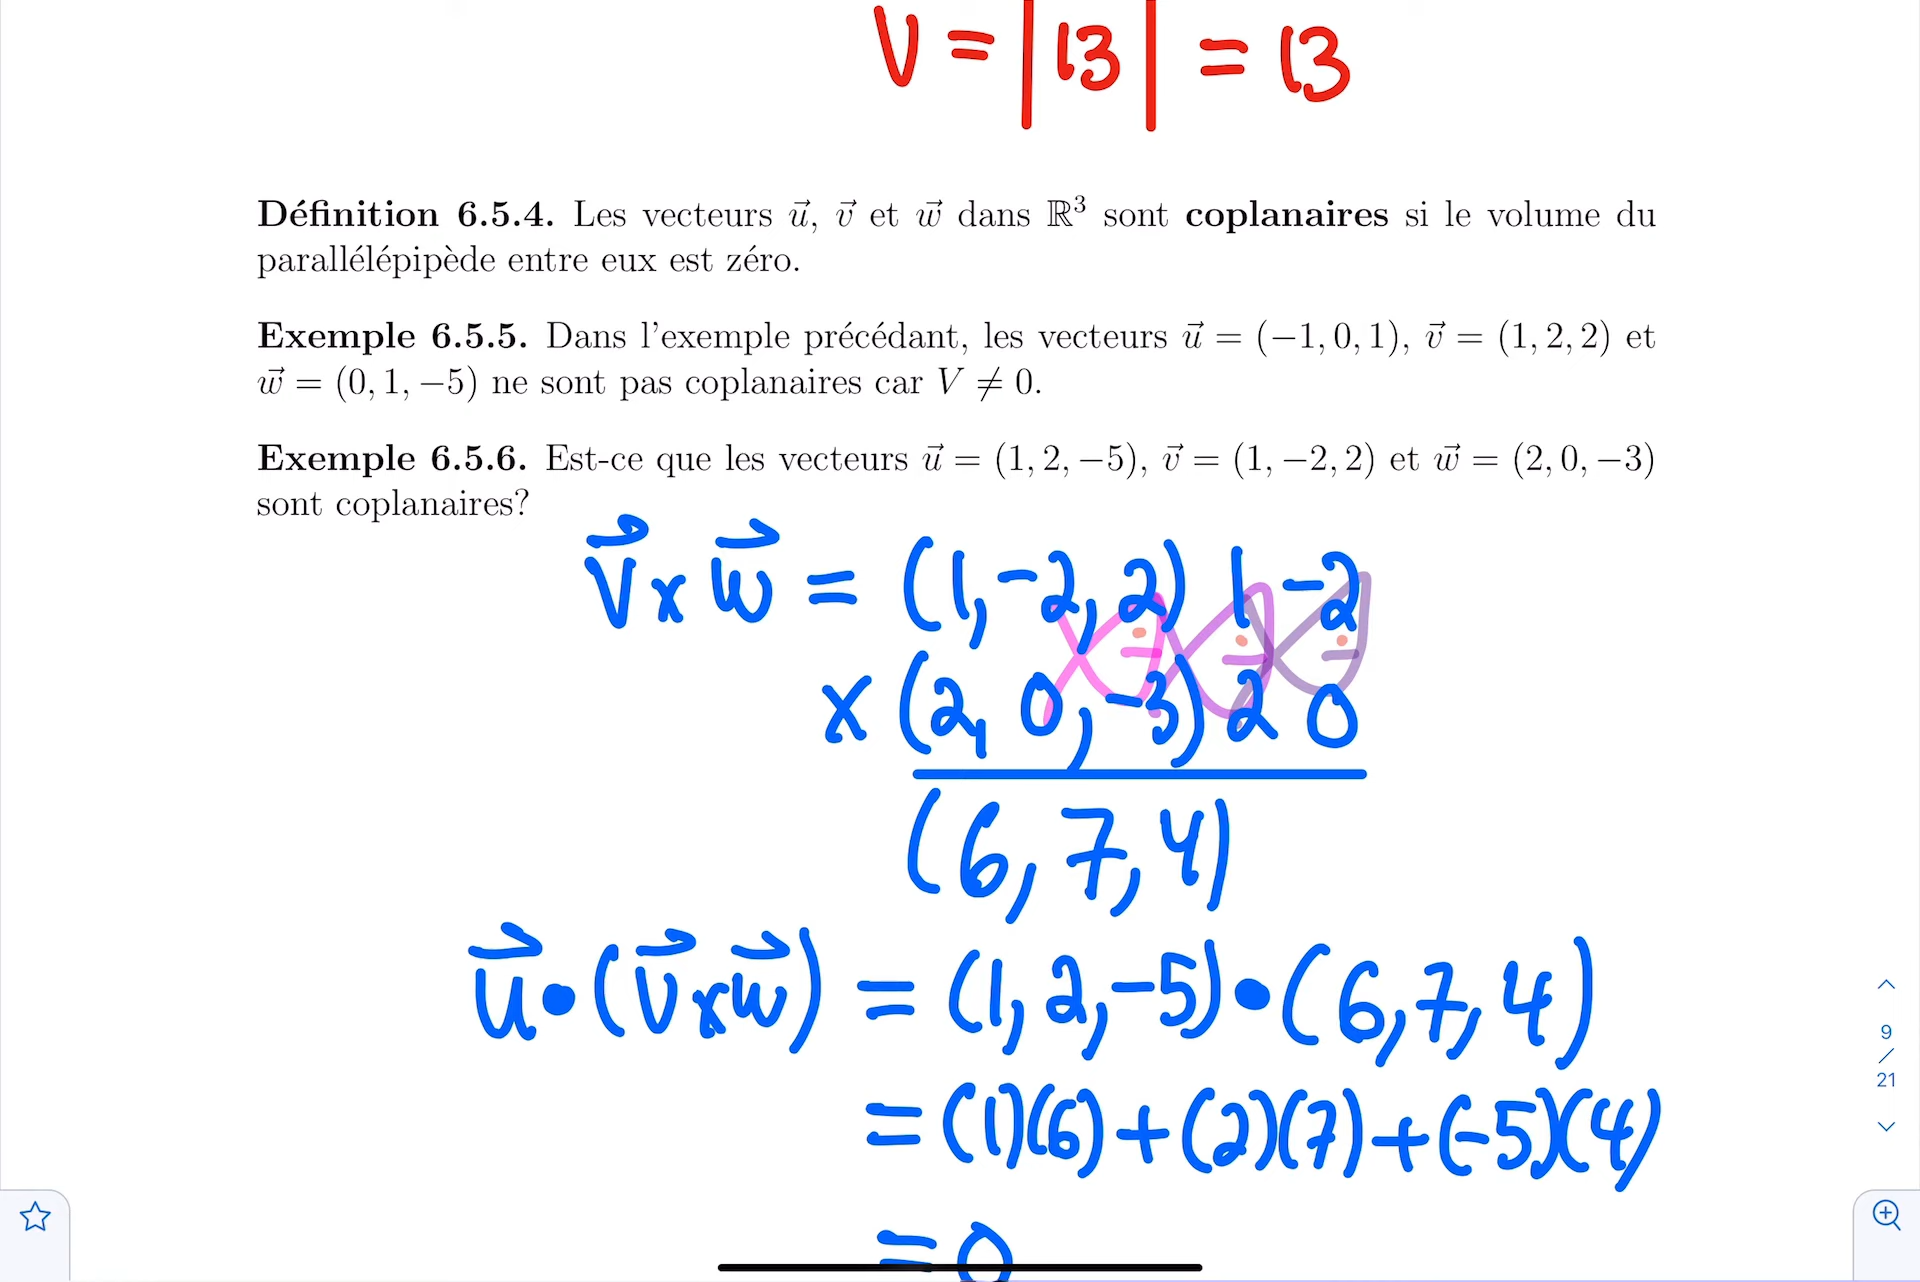 V = |13| = 13
Définition 6.5.4. Les vecteurs u⃗, v⃗ et w⃗ dans ℝ³ sont coplanaires si le volume du
parallélépipède entre eux est zéro.
Exemple 6.5.5. Dans l'exemple précédant, les vecteurs u⃗ = (−1, 0, 1), v⃗ = (1, 2, 2) et
w⃗ = (0, 1, −5) ne sont pas coplanaires car V ≠ 0.
Exemple 6.5.6. Est-ce que les vecteurs u⃗ = (1, 2, −5), v⃗ = (1, −2, 2) et w⃗ = (2, 0, −3)
sont coplanaires?
v⃗ x w⃗ = (1, -2, 2) 1 -2
x (2, 0, -3) 2 0
(6, 7, 4)
u⃗ • (v⃗ x w⃗) = (1, 2, -5) • (6, 7, 4)
= (1)(6) + (2)(7) + (-5)(4)
= 0
9
/
21